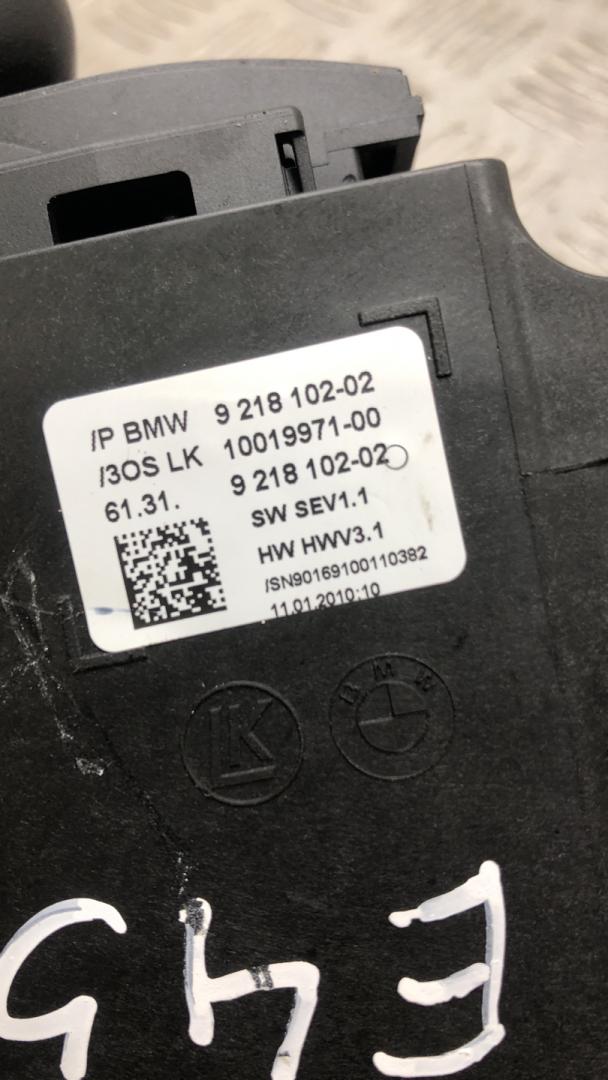 /P BMW 9 218 102-02
/3OS LK 10019971-00
61.31. 9 218 102-02
SW SEV1.1
HW HWV3.1
/SN90169100110382
11.01.2010;10
LK
BMW